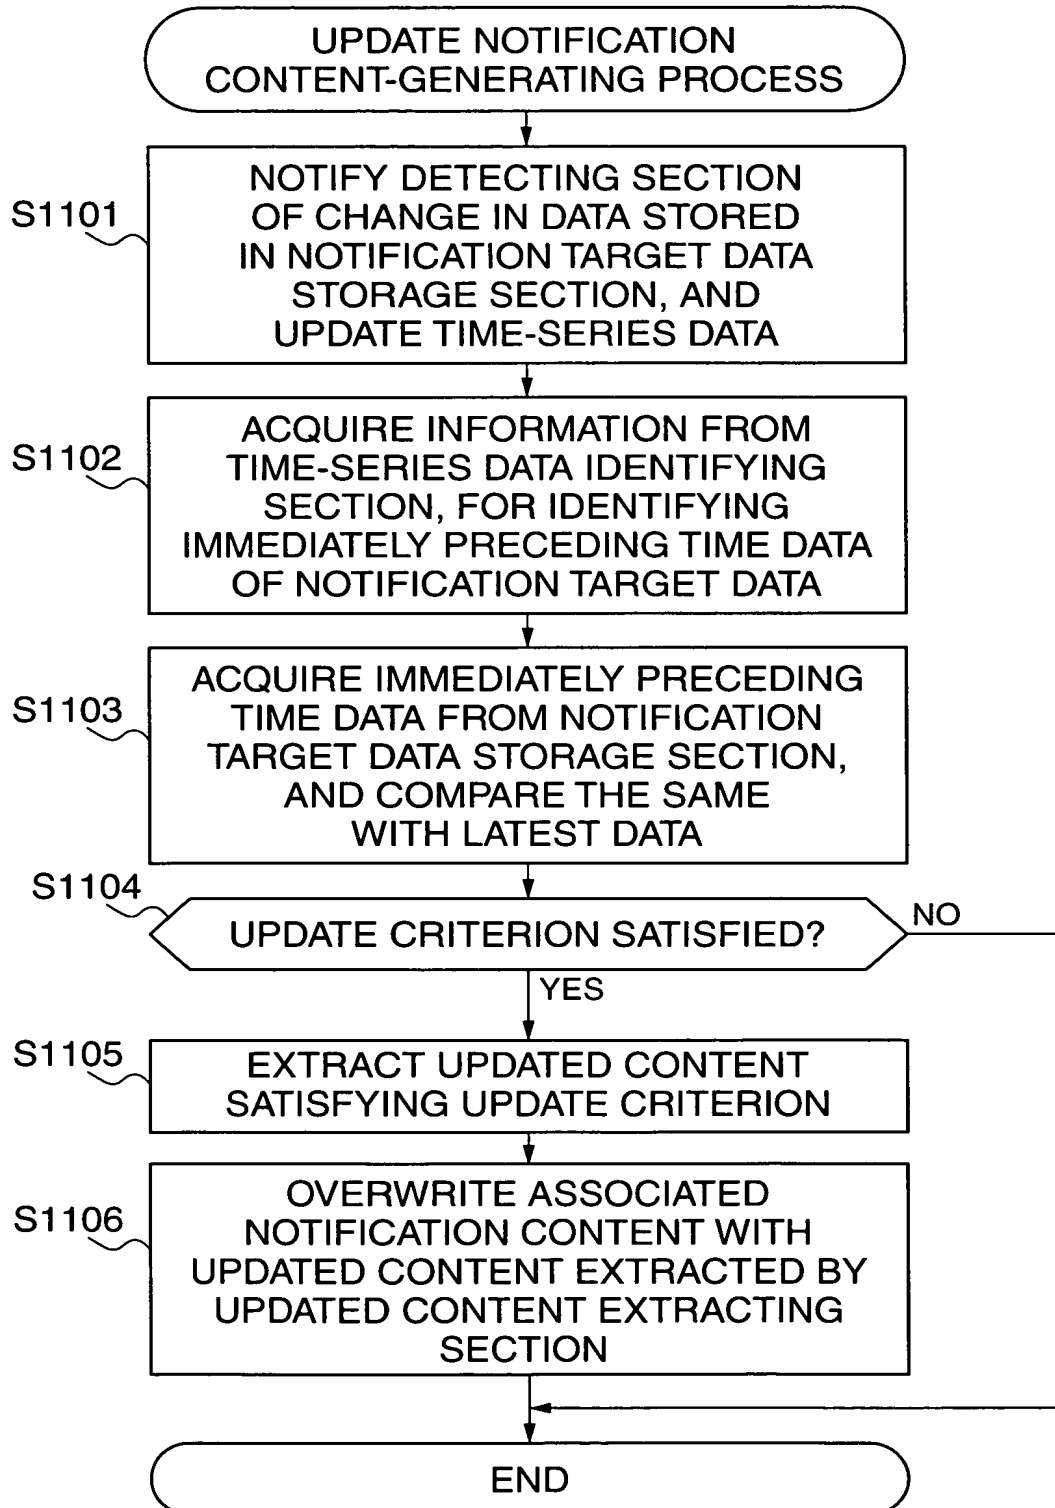 UPDATE NOTIFICATION
CONTENT-GENERATING PROCESS
S1101
NOTIFY DETECTING SECTION
OF CHANGE IN DATA STORED
IN NOTIFICATION TARGET DATA
STORAGE SECTION, AND
UPDATE TIME-SERIES DATA
S1102
ACQUIRE INFORMATION FROM
TIME-SERIES DATA IDENTIFYING
SECTION, FOR IDENTIFYING
IMMEDIATELY PRECEDING TIME DATA
OF NOTIFICATION TARGET DATA
S1103
ACQUIRE IMMEDIATELY PRECEDING
TIME DATA FROM NOTIFICATION
TARGET DATA STORAGE SECTION,
AND COMPARE THE SAME
WITH LATEST DATA
S1104
UPDATE CRITERION SATISFIED?
NO
YES
S1105
EXTRACT UPDATED CONTENT
SATISFYING UPDATE CRITERION
S1106
OVERWRITE ASSOCIATED
NOTIFICATION CONTENT WITH
UPDATED CONTENT EXTRACTED BY
UPDATED CONTENT EXTRACTING
SECTION
END